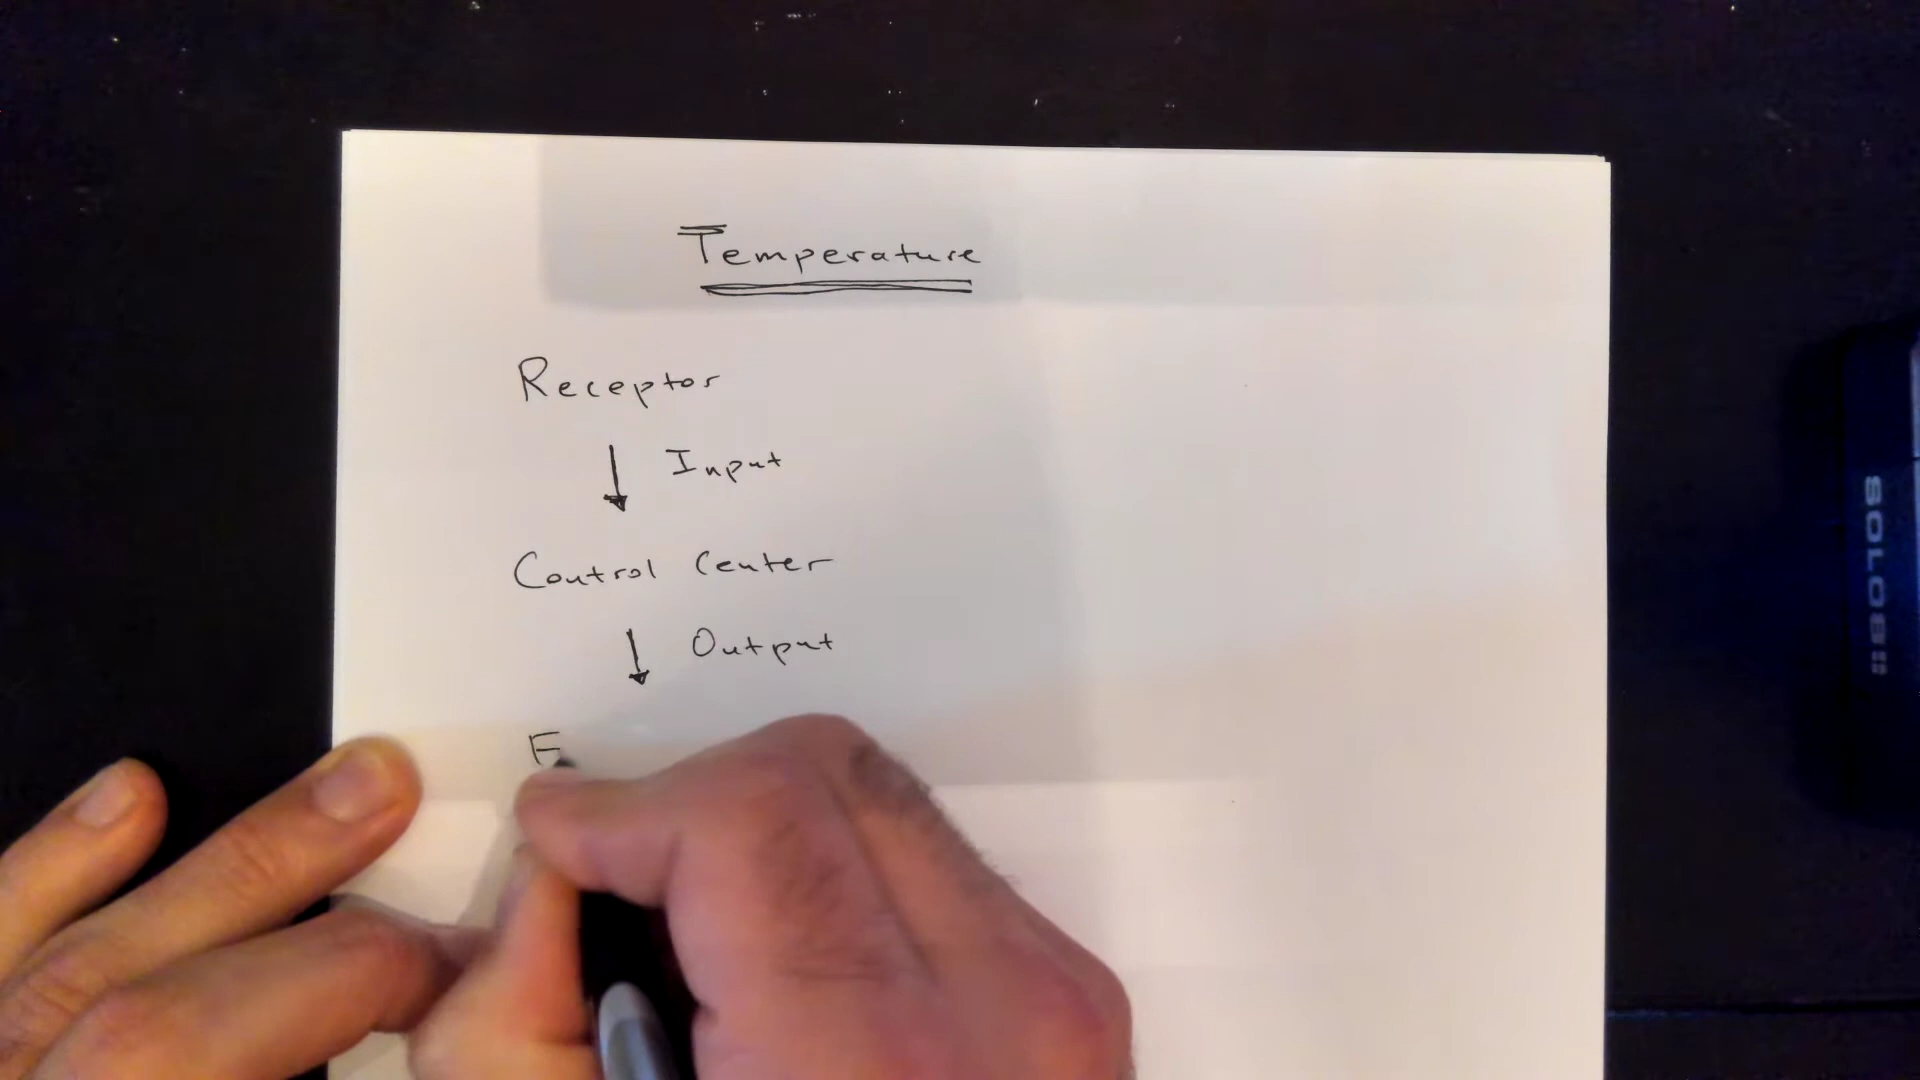 Temperature
Receptor
Input
Control Center
Output
E